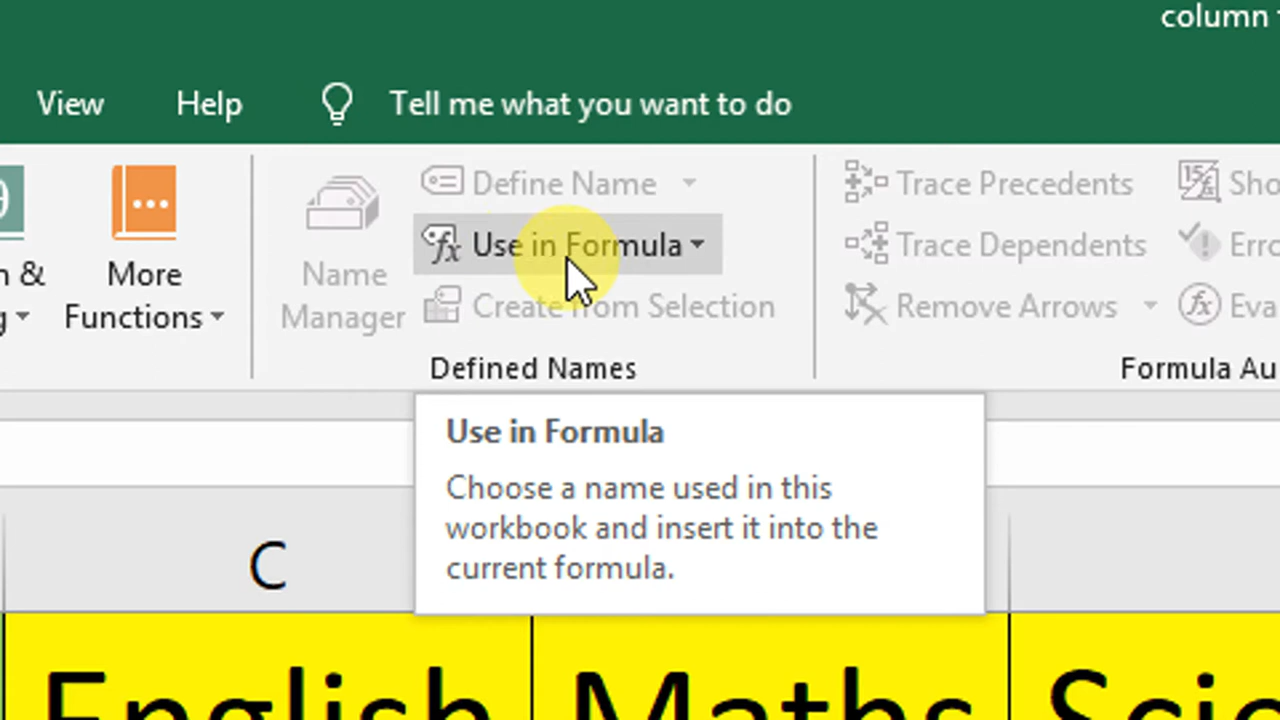 column
View Help Tell me what you want to do
Define Name
Trace Precedents
Use in Formula
Trace Dependents
More
Functions
Name
Manager
Create from Selection
Remove Arrows
Defined Names
Use in Formula
Choose a name used in this
workbook and insert it into the
current formula.
C
English Maths